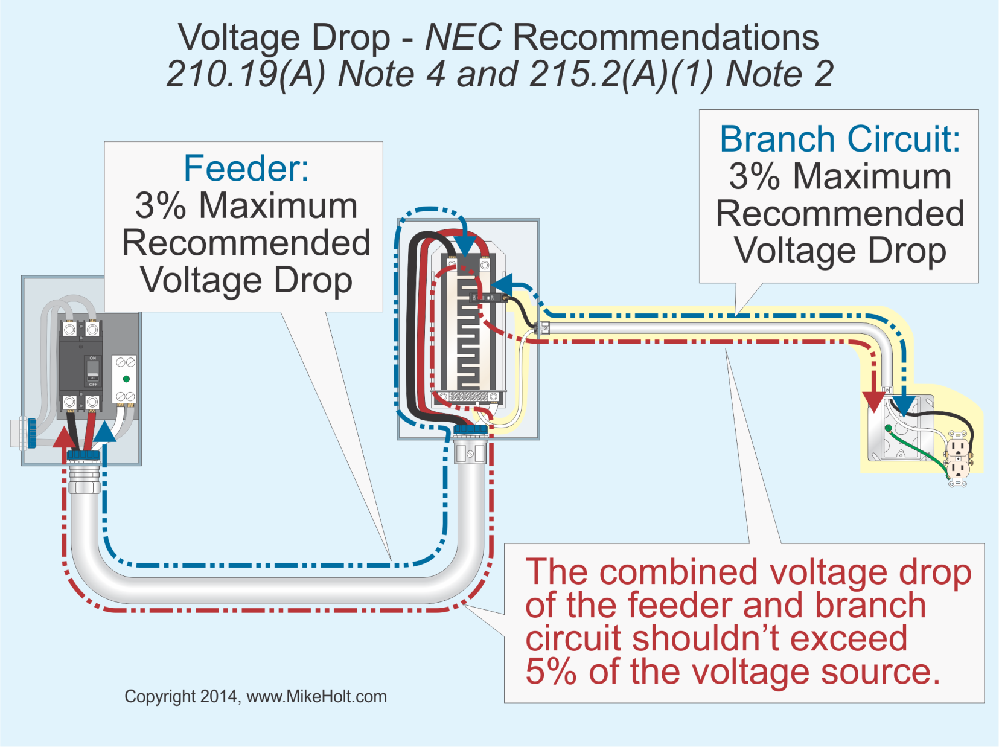 Voltage Drop - NEC Recommendations
210.19(A) Note 4 and 215.2(A)(1) Note 2
Feeder:
3% Maximum
Recommended
Voltage Drop
Branch Circuit:
3% Maximum
Recommended
Voltage Drop
ON
OFF
The combined voltage drop
of the feeder and branch
circuit shouldn’t exceed
5% of the voltage source.
Copyright 2014, www.MikeHolt.com